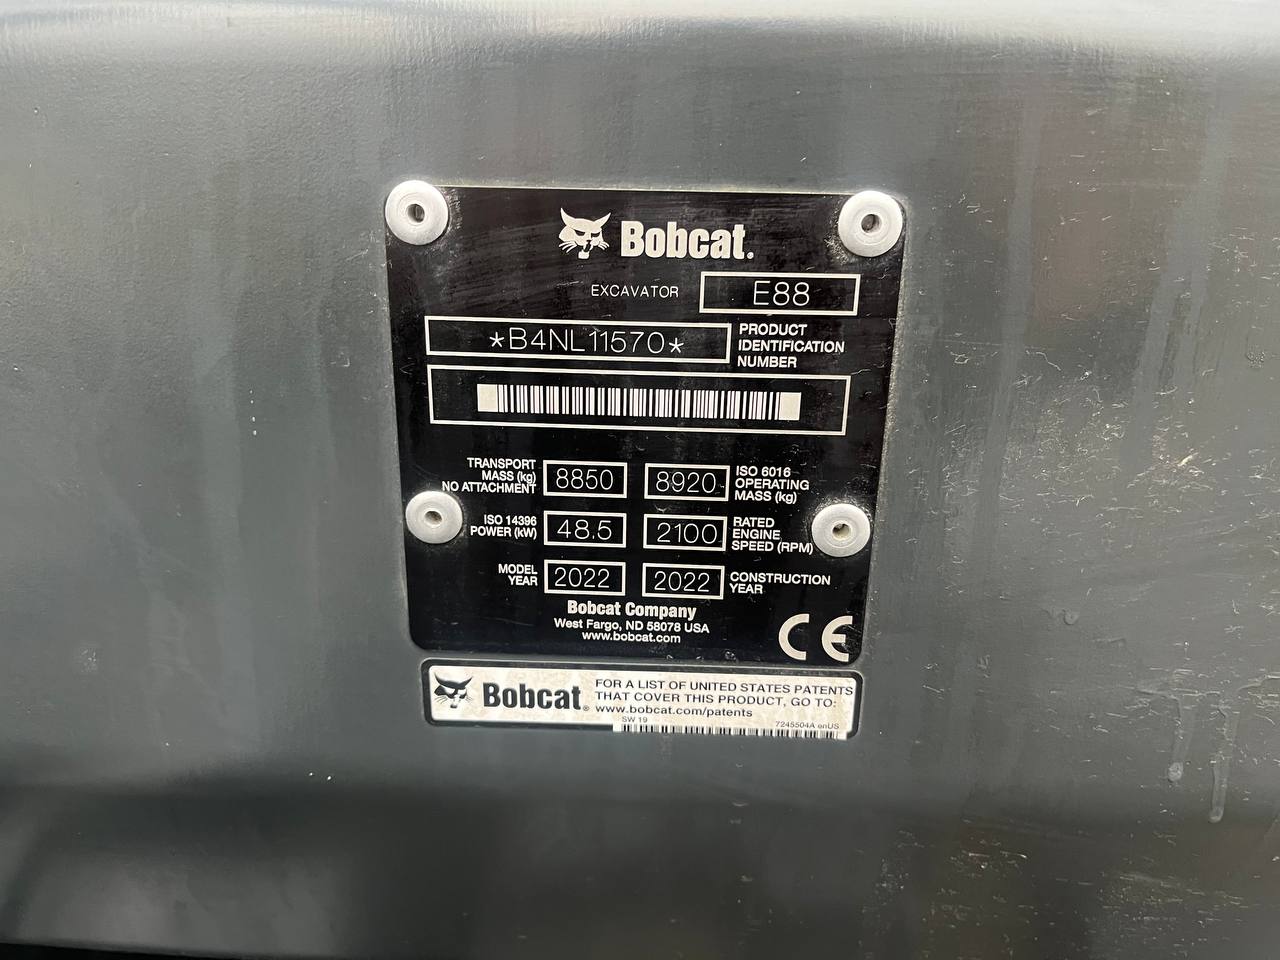 Bobcat®
EXCAVATOR E88
*B4NL11570* PRODUCT
IDENTIFICATION
NUMBER
TRANSPORT
MASS (kg)
NO ATTACHMENT 8850
8920 ISO 6016
OPERATING
MASS (kg)
ISO 14396
POWER (kW) 48.5
2100 RATED
ENGINE
SPEED (RPM)
MODEL
YEAR 2022
2022 CONSTRUCTION
YEAR
Bobcat Company
West Fargo, ND 58078 USA
www.bobcat.com
CE
Bobcat®
FOR A LIST OF UNITED STATES PATENTS
THAT COVER THIS PRODUCT, GO TO:
www.bobcat.com/patents
SW 19 7245504A enUS